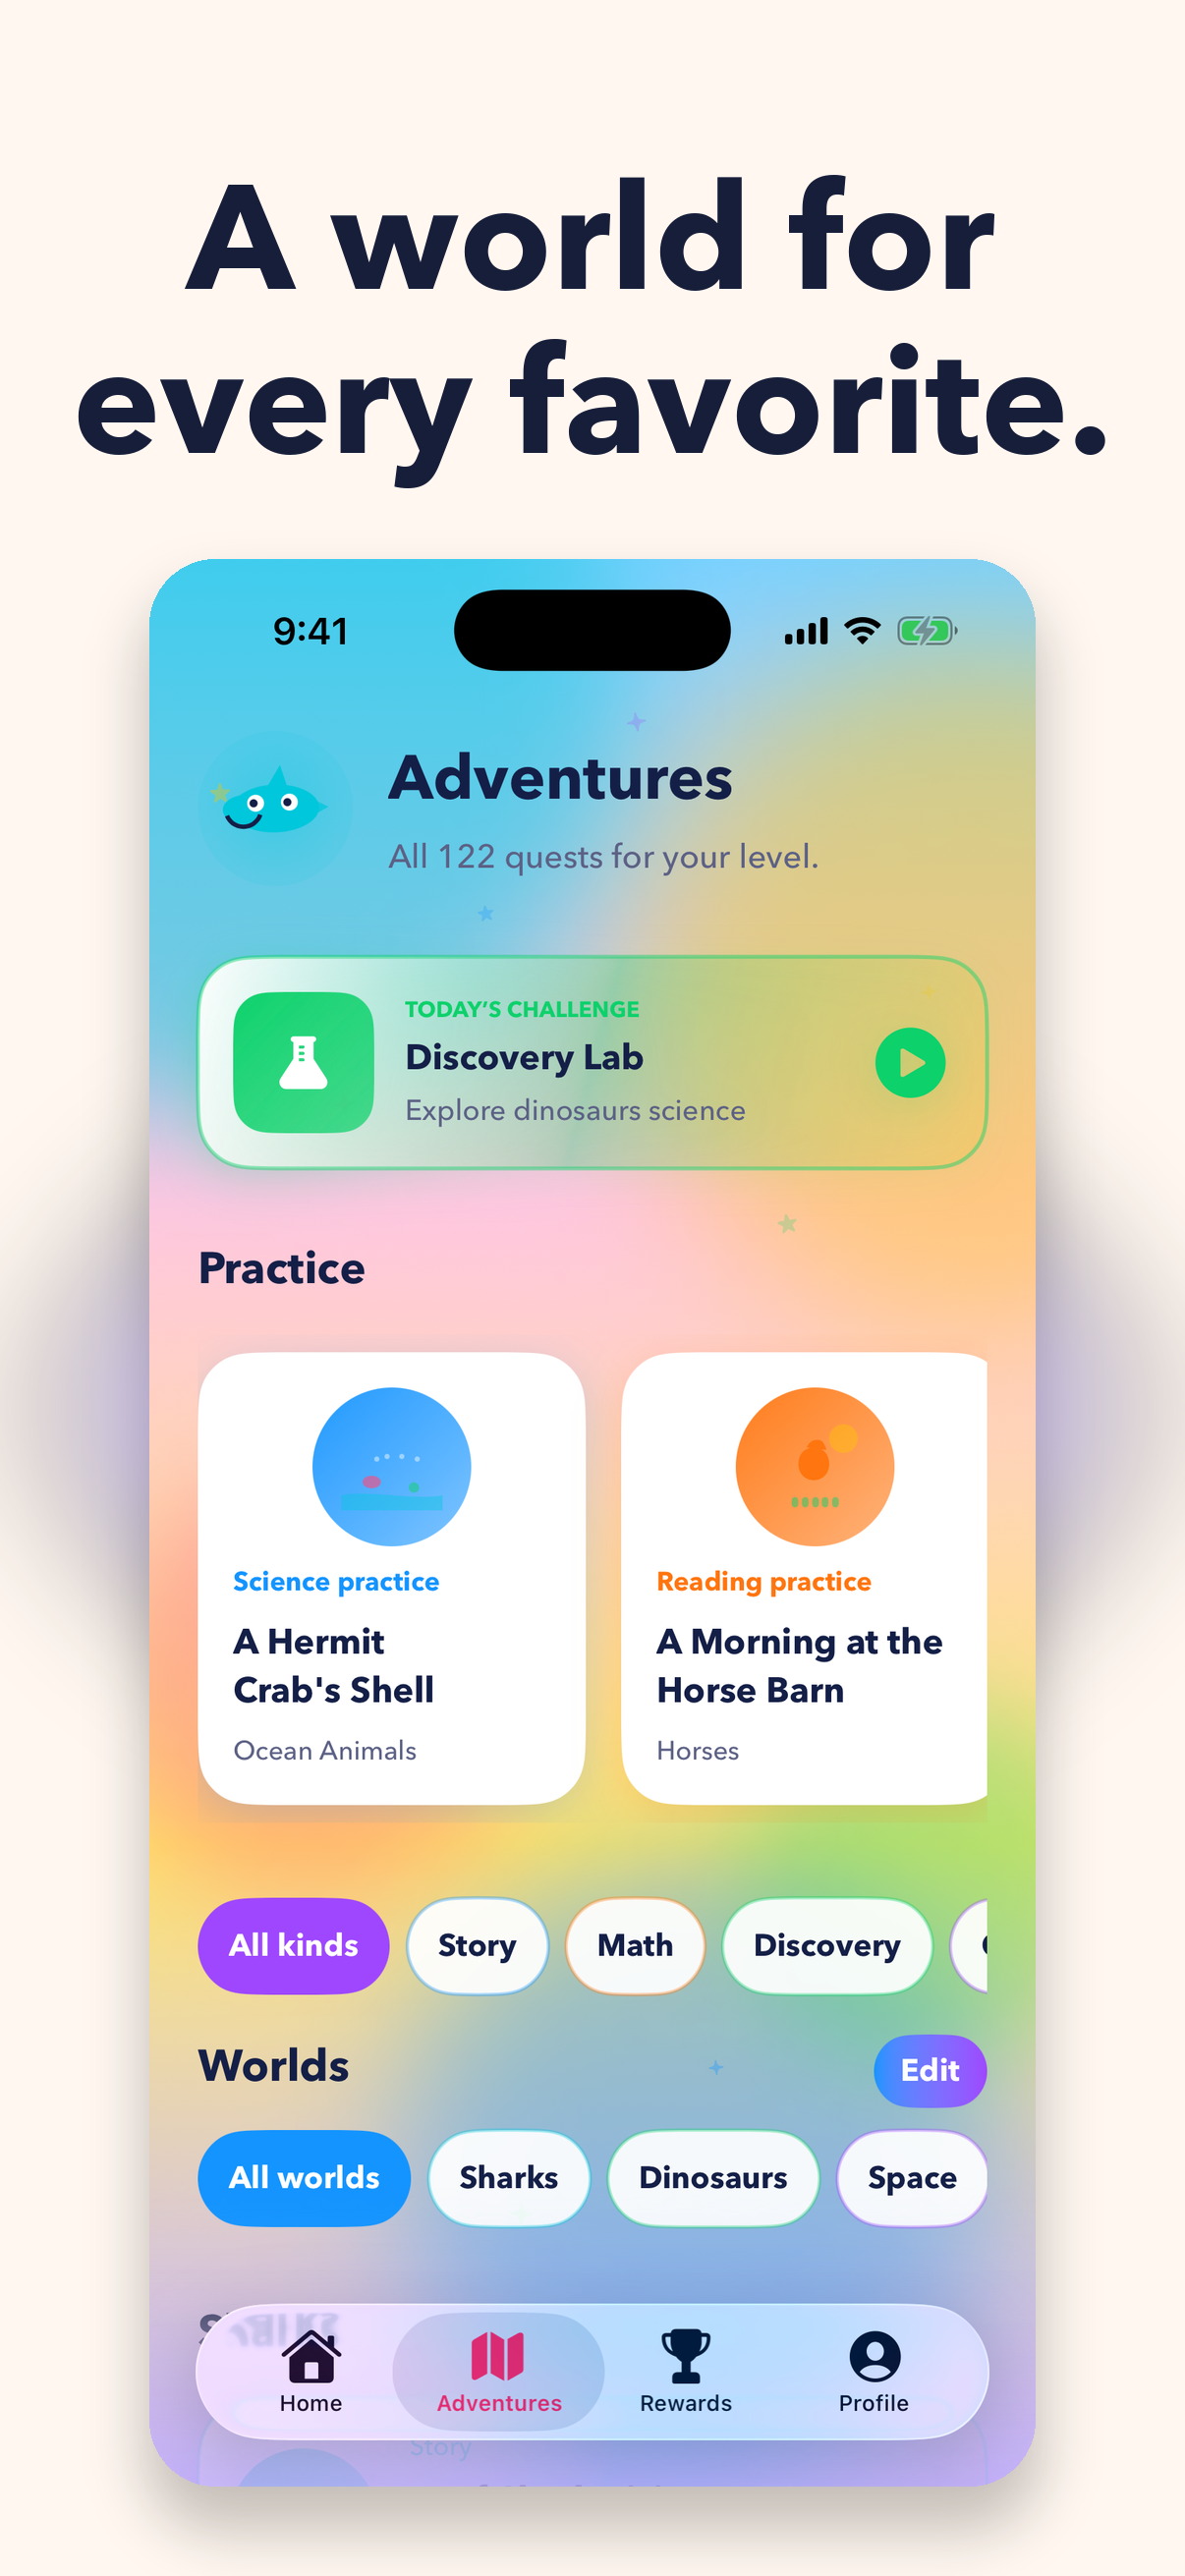 A world for
every favorite.
9:41
Adventures
All 122 quests for your level.
TODAY’S CHALLENGE
Discovery Lab
Explore dinosaurs science
Practice
Science practice
A Hermit
Crab's Shell
Ocean Animals
Reading practice
A Morning at the
Horse Barn
Horses
All kinds
Story
Math
Discovery
Worlds
Edit
All worlds
Sharks
Dinosaurs
Space
Home
Adventures
Rewards
Profile
Story